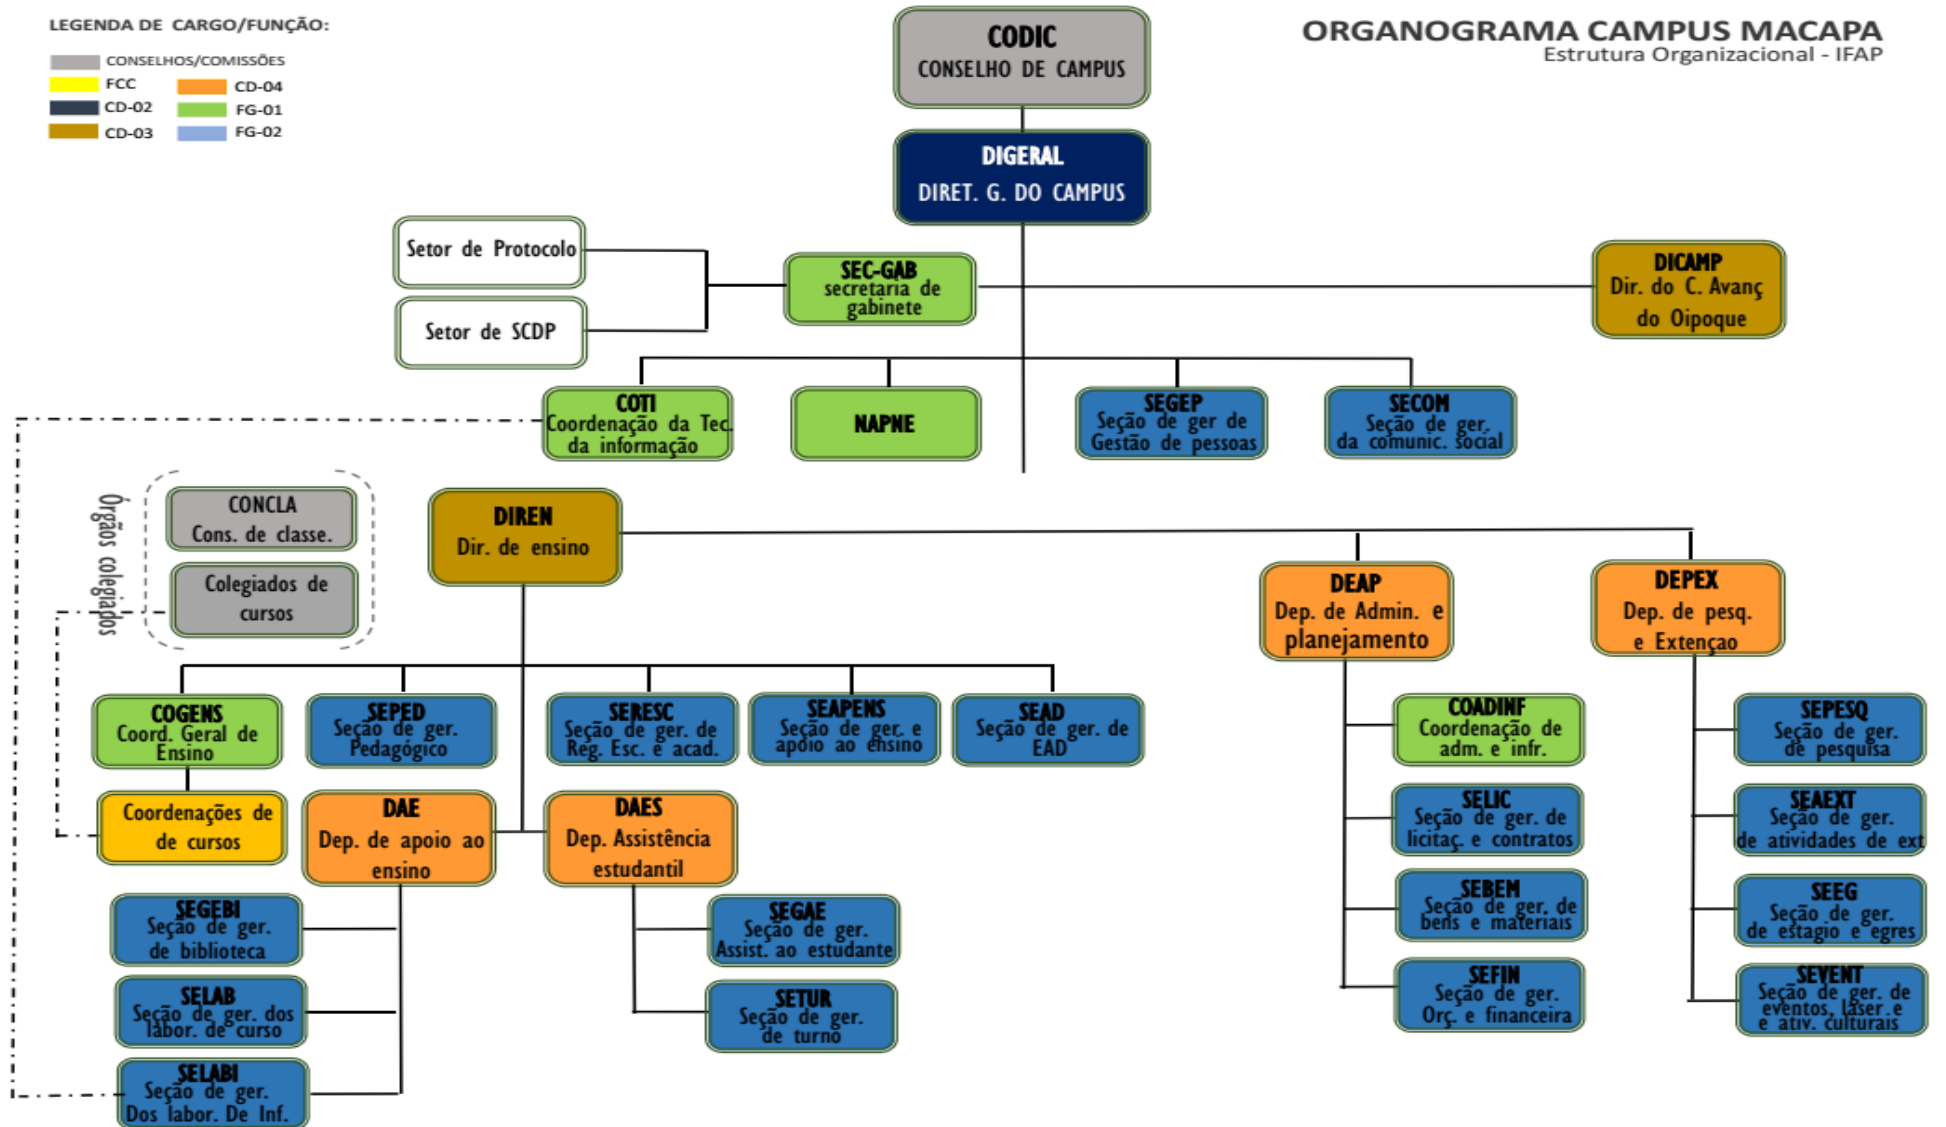 LEGENDA DE CARGO/FUNÇÃO:
CONSELHOS/COMISSÕES
FCC
CD-04
CD-02
FG-01
CD-03
FG-02
ORGANOGRAMA CAMPUS MACAPA
Estrutura Organizacional - IFAP
CODIC
CONSELHO DE CAMPUS
DIGERAL
DIRET. G. DO CAMPUS
Setor de Protocolo
Setor de SCDP
SEC-GAB
secretaria de
gabinete
DICAMP
Dir. do C. Avanç
do Oipoque
COTI
Coordenação da Tec.
da informação
NAPNE
SEGEP
Seção de ger de
Gestão de pessoas
SECOM
Seção de ger.
da comunic. social
Órgãos colegiados
CONCLA
Cons. de classe.
Colegiados de
cursos
DIREN
Dir. de ensino
DEAP
Dep. de Admin. e
planejamento
DEPEX
Dep. de pesq.
e Extençao
COGENS
Coord. Geral de
Ensino
SEPED
Seção de ger.
Pedagógico
SERESC
Seção de ger. de
Reg. Esc. e acad.
SEAPENS
Seção de ger. e
apoio ao ensino
SEAD
Seção de ger. de
EAD
COADINF
Coordenação de
adm. e infr.
SEPESQ
Seção de ger.
de pesquisa
Coordenações de
de cursos
DAE
Dep. de apoio ao
ensino
DAES
Dep. Assistência
estudantil
SELIC
Seção de ger. de
licitaç. e contratos
SEAEXT
Seção de ger.
de atividades de ext
SEGEBI
Seção de ger.
de biblioteca
SEGAE
Seção de ger.
Assist. ao estudante
SEBEM
Seção de ger. de
bens e materiais
SEEG
Seção de ger.
de estagio e egres
SELAB
Seção de ger. dos
labor. de curso
SETUR
Seção de ger.
de turno
SEFIN
Seção de ger.
Orç. e financeira
SEVENT
Seção de ger. de
eventos, laser e
e ativ. culturais
SELABI
Seção de ger.
Dos labor. De Inf.